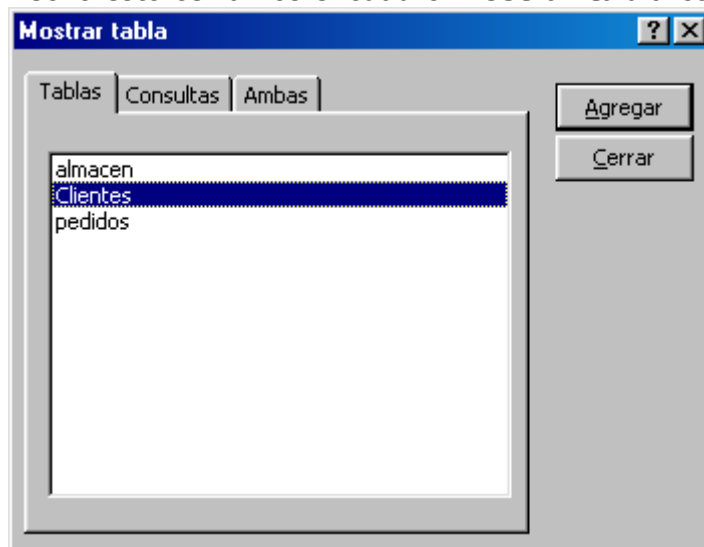 Mostrar tabla
Tablas Consultas Ambas
Agregar
Cerrar
almacen
Clientes
pedidos